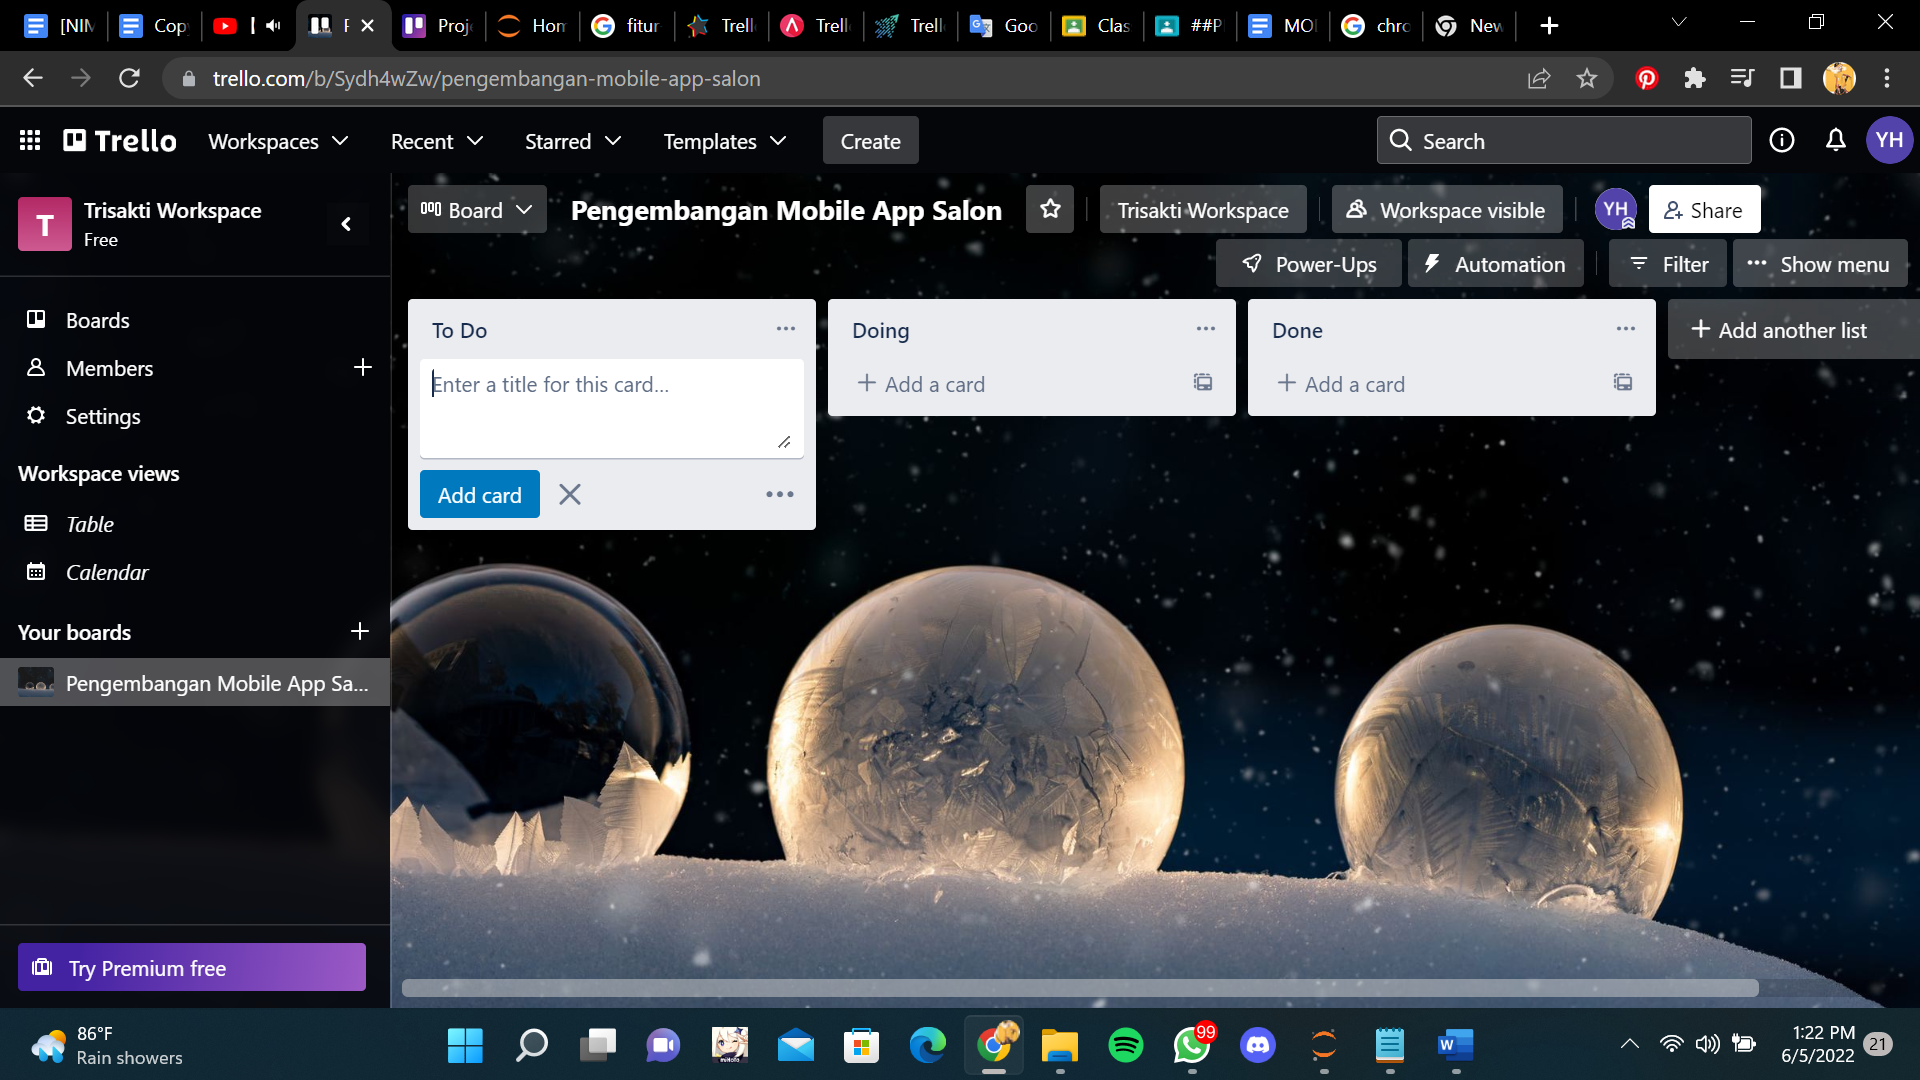 [NIM
Copy
Proj
Hom
fitur
Trell
Trell
Trell
Goo
Clas
##P
MO
chro
New
trello.com/b/Sydh4wZw/pengembangan-mobile-app-salon
Trello
Workspaces
Recent
Starred
Templates
Create
Search
YH
T
Trisakti Workspace
Free
Board
Pengembangan Mobile App Salon
Trisakti Workspace
Workspace visible
YH
Share
Power-Ups
Automation
Filter
Show menu
Boards
Members
Settings
Workspace views
Table
Calendar
Your boards
Pengembangan Mobile App Sa...
Try Premium free
To Do
Enter a title for this card...
Add card
Doing
Add a card
Done
Add a card
Add another list
86°F
Rain showers
99
1:22 PM
6/5/2022
21